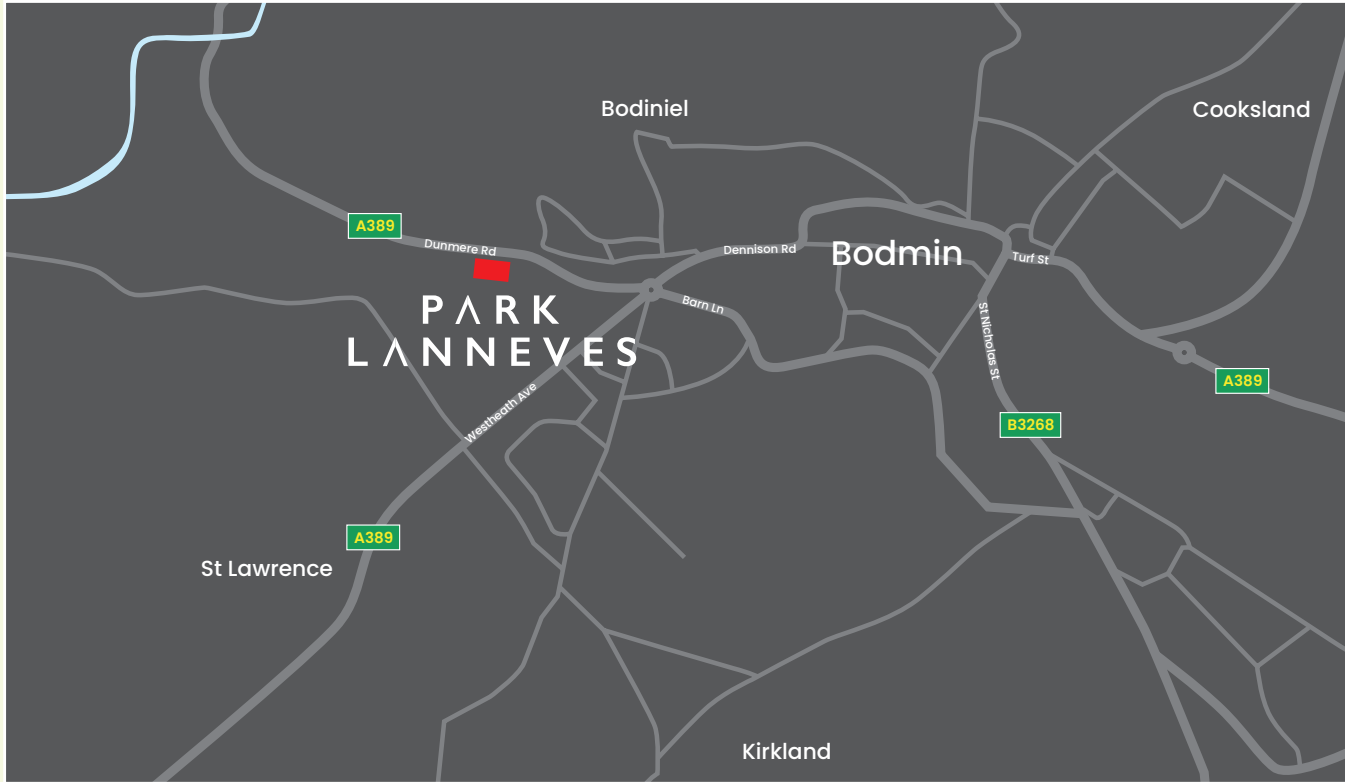 Bodiniel
Cooksland
A389
Dunmere Rd
Dennison Rd
Bodmin
Turf St
PARK
LANNEVES
Barn Ln
St Nicholas St
A389
Westheath Ave
B3268
A389
St Lawrence
Kirkland